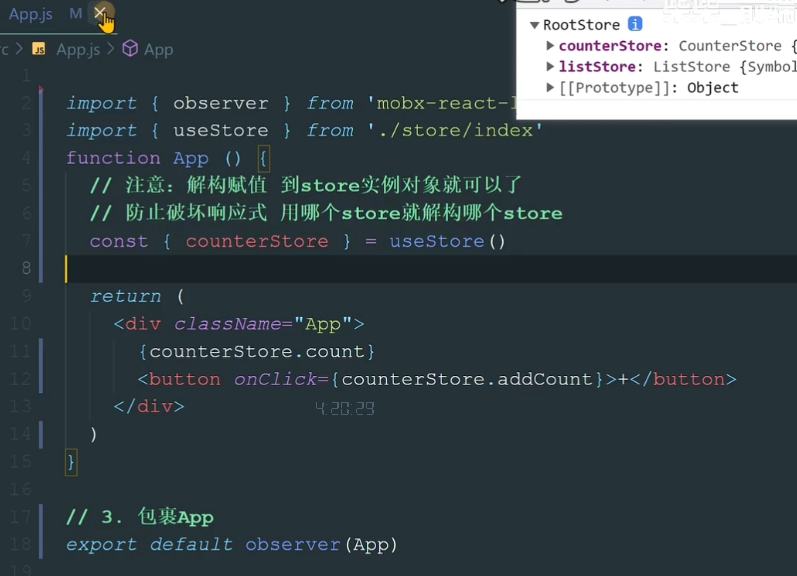 App.js M
RootStore i
counterStore: CounterStore {
listStore: ListStore {Symbol
[[Prototype]]: Object
rc > JS App.js > App
1
2 import { observer } from 'mobx-react-l
3 import { useStore } from './store/index'
4 function App () {
5 // 注意: 解构赋值 到store实例对象就可以了
6 // 防止破坏响应式 用哪个store就解构哪个store
7 const { counterStore } = useStore()
8
9 return (
10 <div className="App">
11 {counterStore.count}
12 <button onClick={counterStore.addCount}>+</button>
13 </div>
4:20:29
14 )
15 }
16
17 // 3. 包裹App
18 export default observer(App)
19